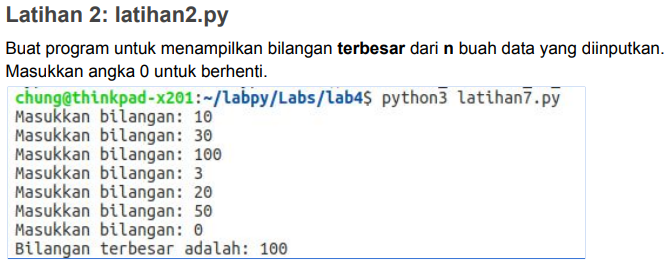 Latihan 2: latihan2.py
Buat program untuk menampilkan bilangan terbesar dari n buah data yang diinputkan.
Masukkan angka 0 untuk berhenti.
chung@thinkpad-x201:~/labpy/Labs/lab4$ python3 latihan7.py
Masukkan bilangan: 10
Masukkan bilangan: 30
Masukkan bilangan: 100
Masukkan bilangan: 3
Masukkan bilangan: 20
Masukkan bilangan: 50
Masukkan bilangan: 0
Bilangan terbesar adalah: 100